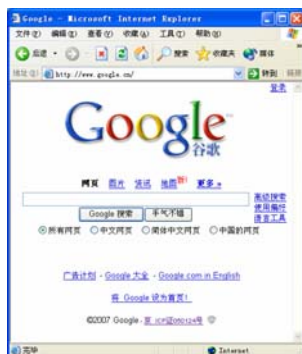 Google - Microsoft Internet Explorer
文件(F) 编辑(E) 查看(V) 收藏(A) 工具(T) 帮助(H)
后退 搜索 收藏夹 媒体
地址(D) http://www.google.cn/ 转到 链接
登录
Google
谷歌
网页 图片 资讯 地图 更多 »
高级搜索
使用偏好
语言工具
Google 搜索 手气不错
所有网页 中文网页 简体中文网页 中国的网页
广告计划 - Google 大全 - Google.com in English
将 Google 设为首页!
©2007 Google -
完毕 Internet